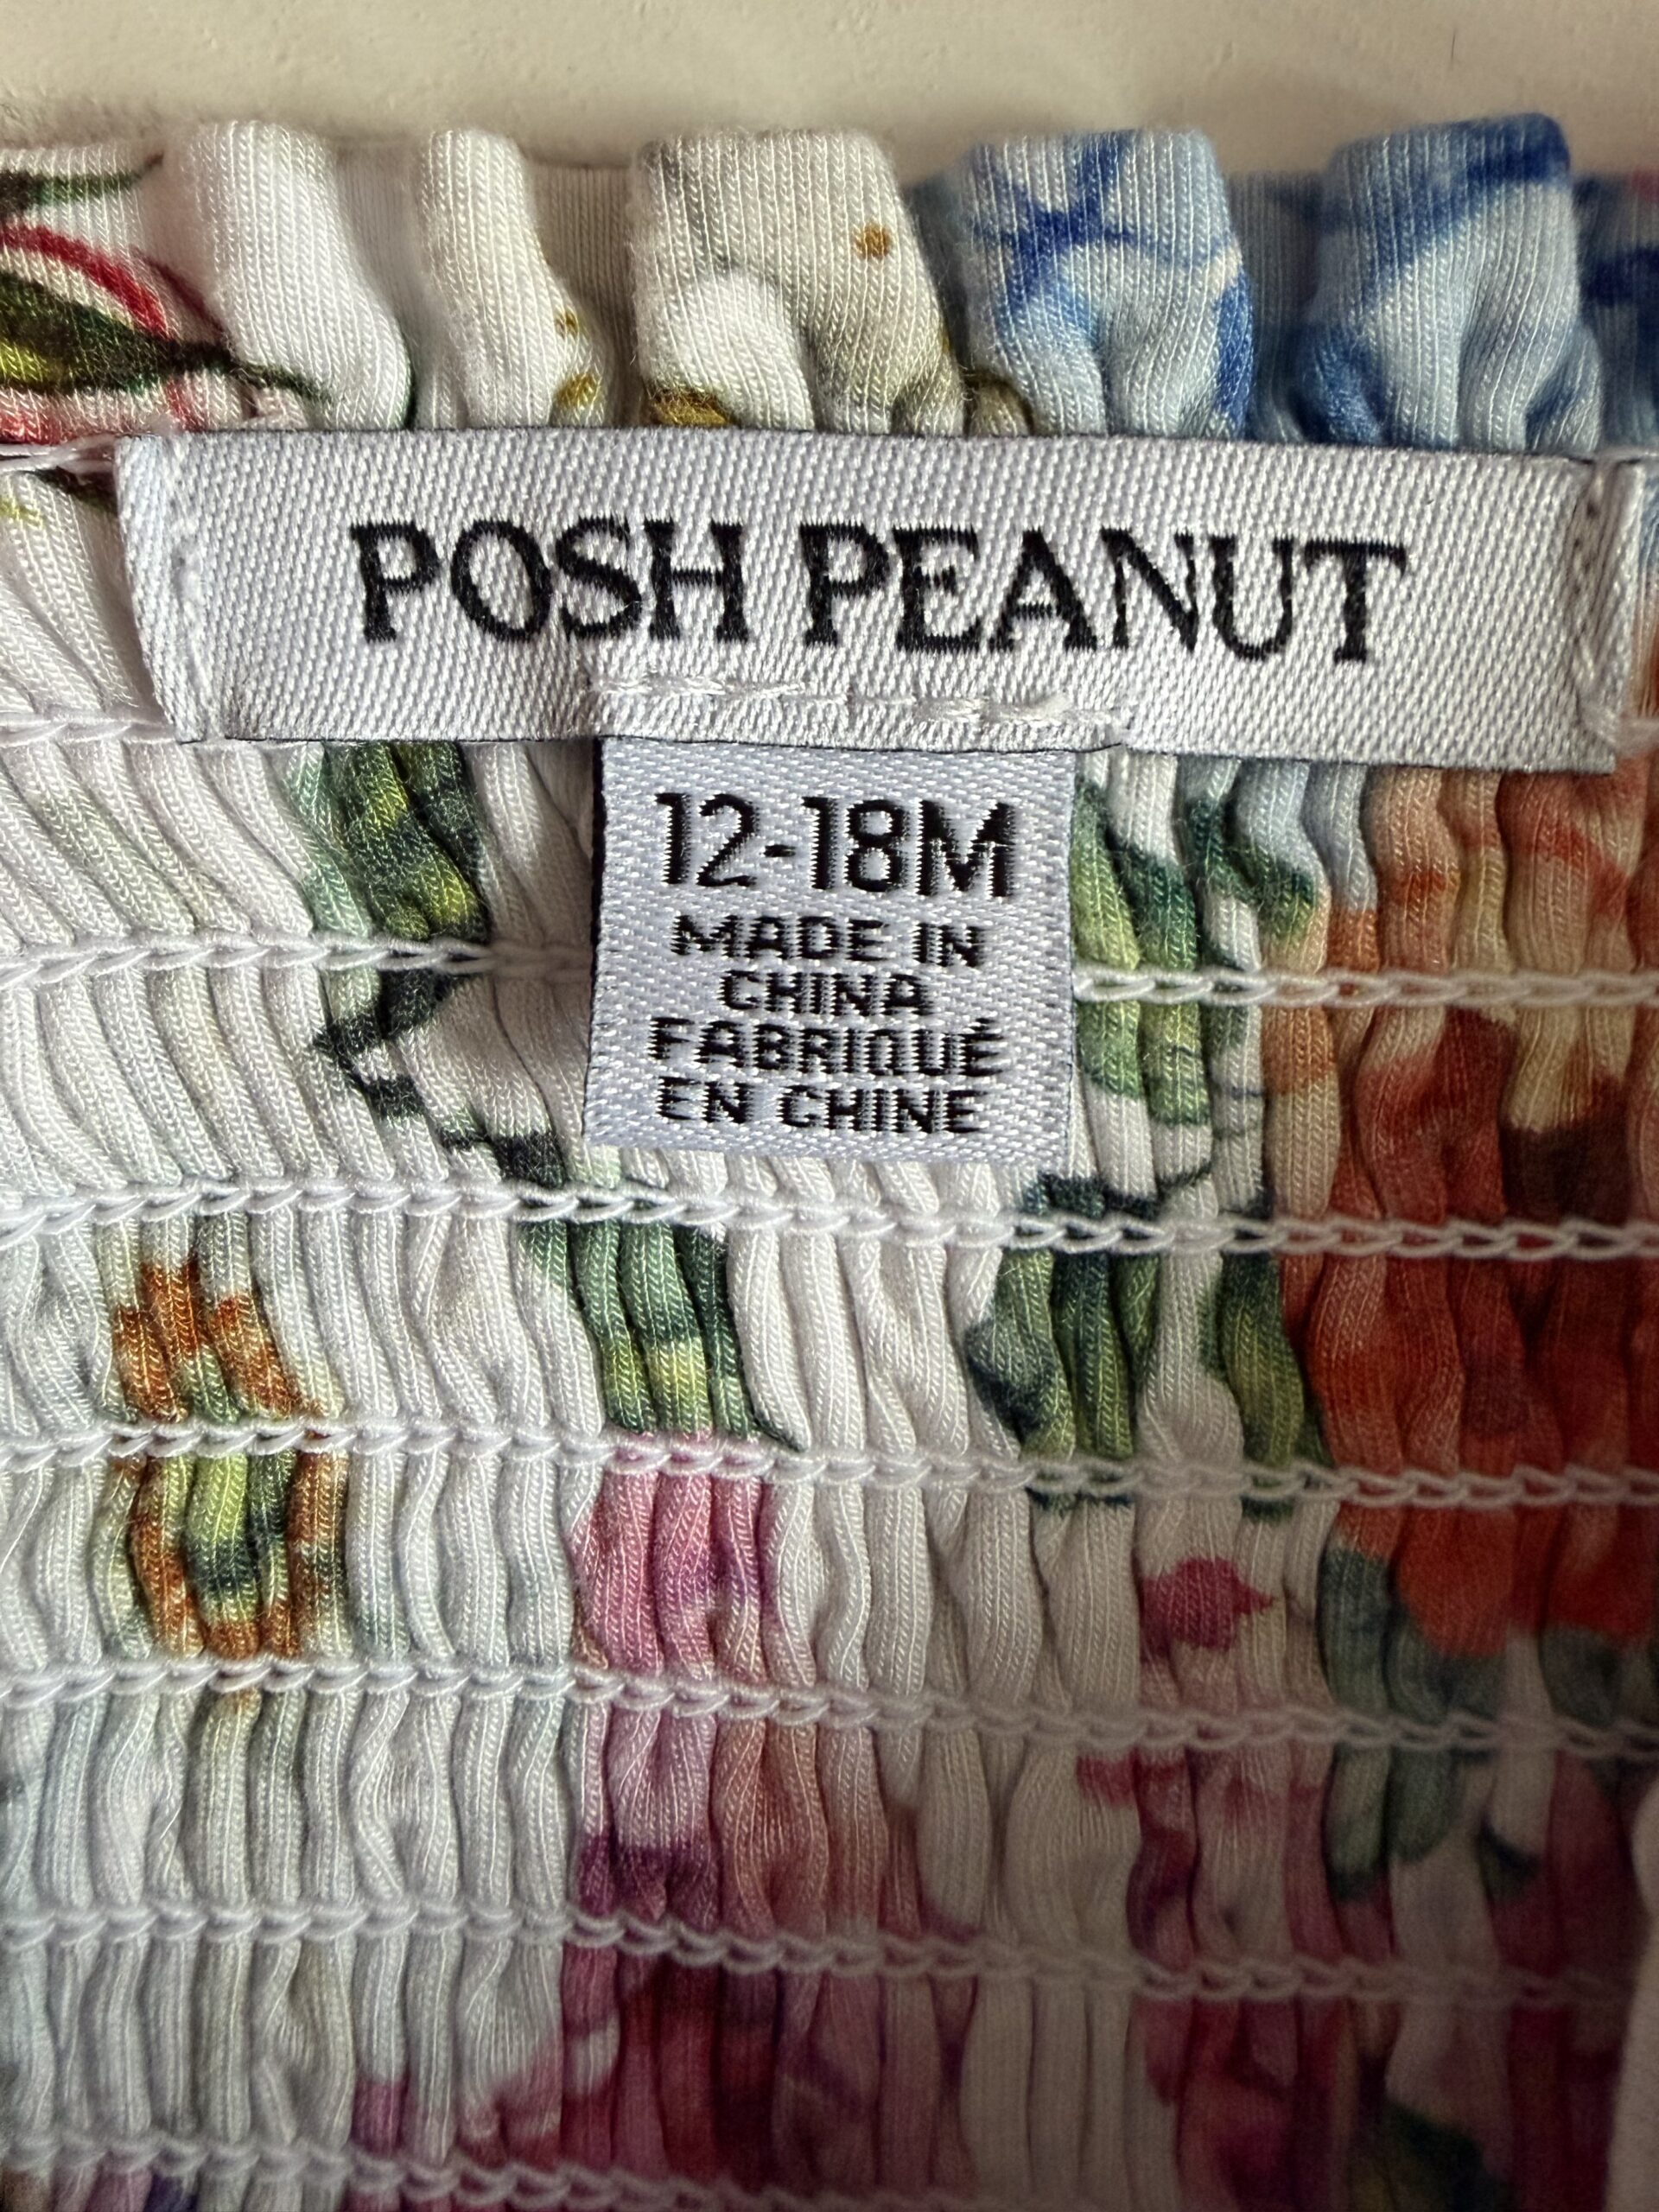 POSH PEANUT
12-18M
MADE IN
CHINA
FABRIQUÉ
EN CHINE